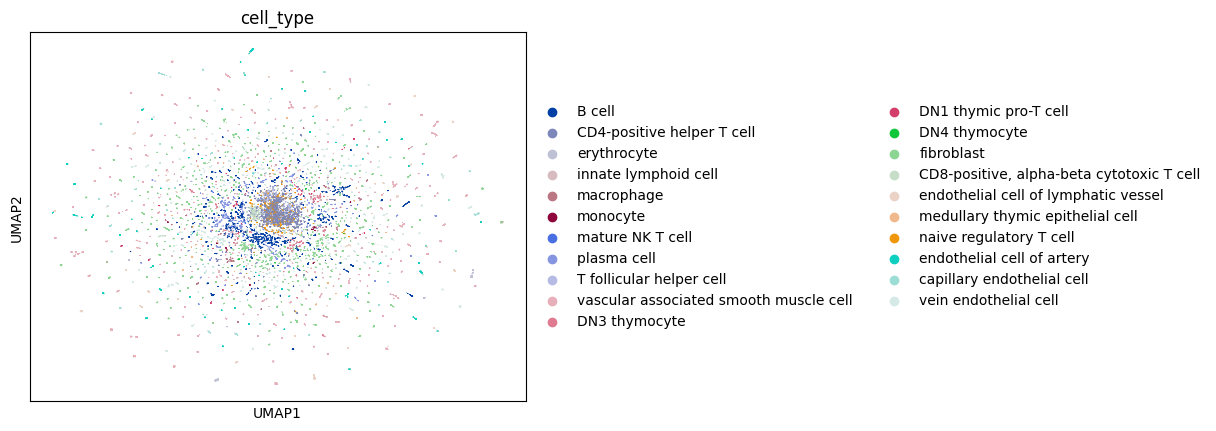 cell_type
UMAP2
UMAP1
B cell
CD4-positive helper T cell
erythrocyte
innate lymphoid cell
macrophage
monocyte
mature NK T cell
plasma cell
T follicular helper cell
vascular associated smooth muscle cell
DN3 thymocyte
DN1 thymic pro-T cell
DN4 thymocyte
fibroblast
CD8-positive, alpha-beta cytotoxic T cell
endothelial cell of lymphatic vessel
medullary thymic epithelial cell
naive regulatory T cell
endothelial cell of artery
capillary endothelial cell
vein endothelial cell